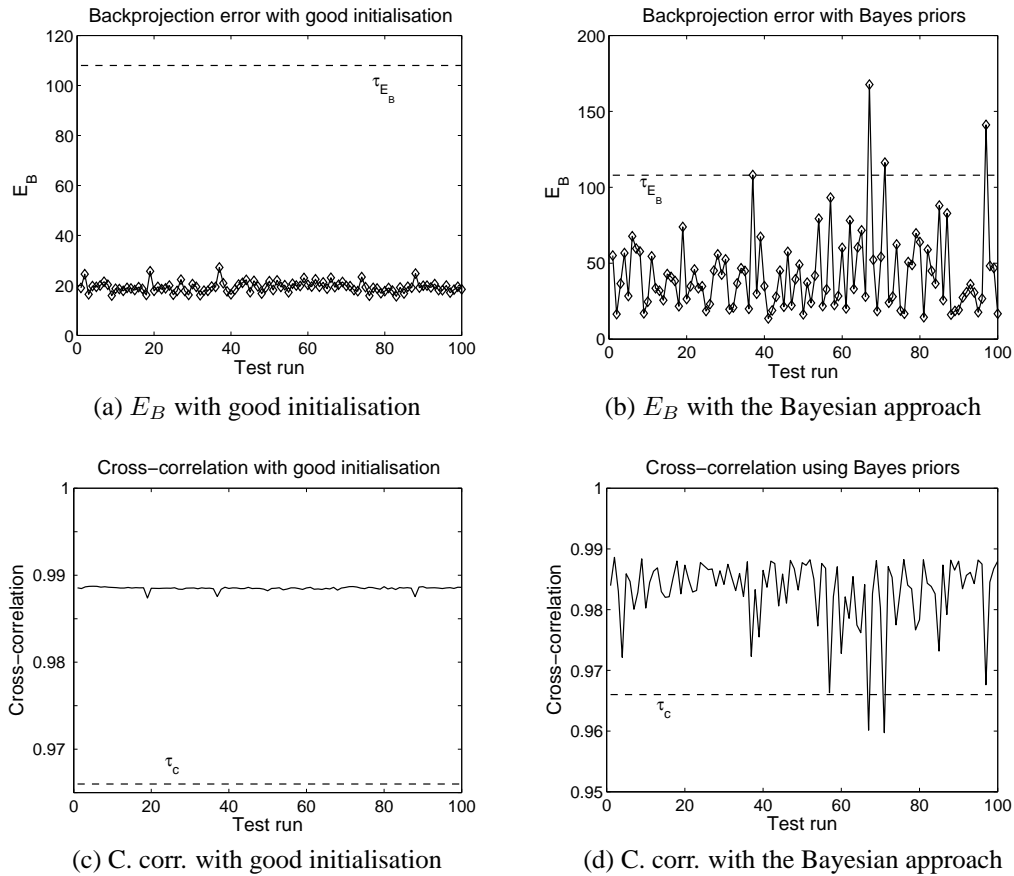 Backprojection error with good initialisation
120
100
80
60
40
20
0
E_B
τ_{E_B}
0 20 40 60 80 100
Test run
(a) E_B with good initialisation
Backprojection error with Bayes priors
200
150
100
50
0
E_B
τ_{E_B}
0 20 40 60 80 100
Test run
(b) E_B with the Bayesian approach
Cross−correlation with good initialisation
1
0.99
0.98
0.97
Cross−correlation
τ_c
0 20 40 60 80 100
Test run
(c) C. corr. with good initialisation
Cross−correlation using Bayes priors
1
0.99
0.98
0.97
0.96
0.95
Cross−correlation
τ_c
0 20 40 60 80 100
Test run
(d) C. corr. with the Bayesian approach